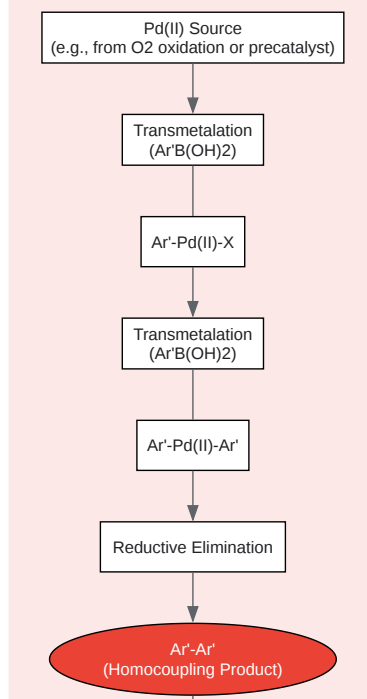 Pd(II) Source
(e.g., from O2 oxidation or precatalyst)
Transmetalation
(Ar'B(OH)2)
Ar'-Pd(II)-X
Transmetalation
(Ar'B(OH)2)
Ar'-Pd(II)-Ar'
Reductive Elimination
Ar'-Ar'
(Homocoupling Product)